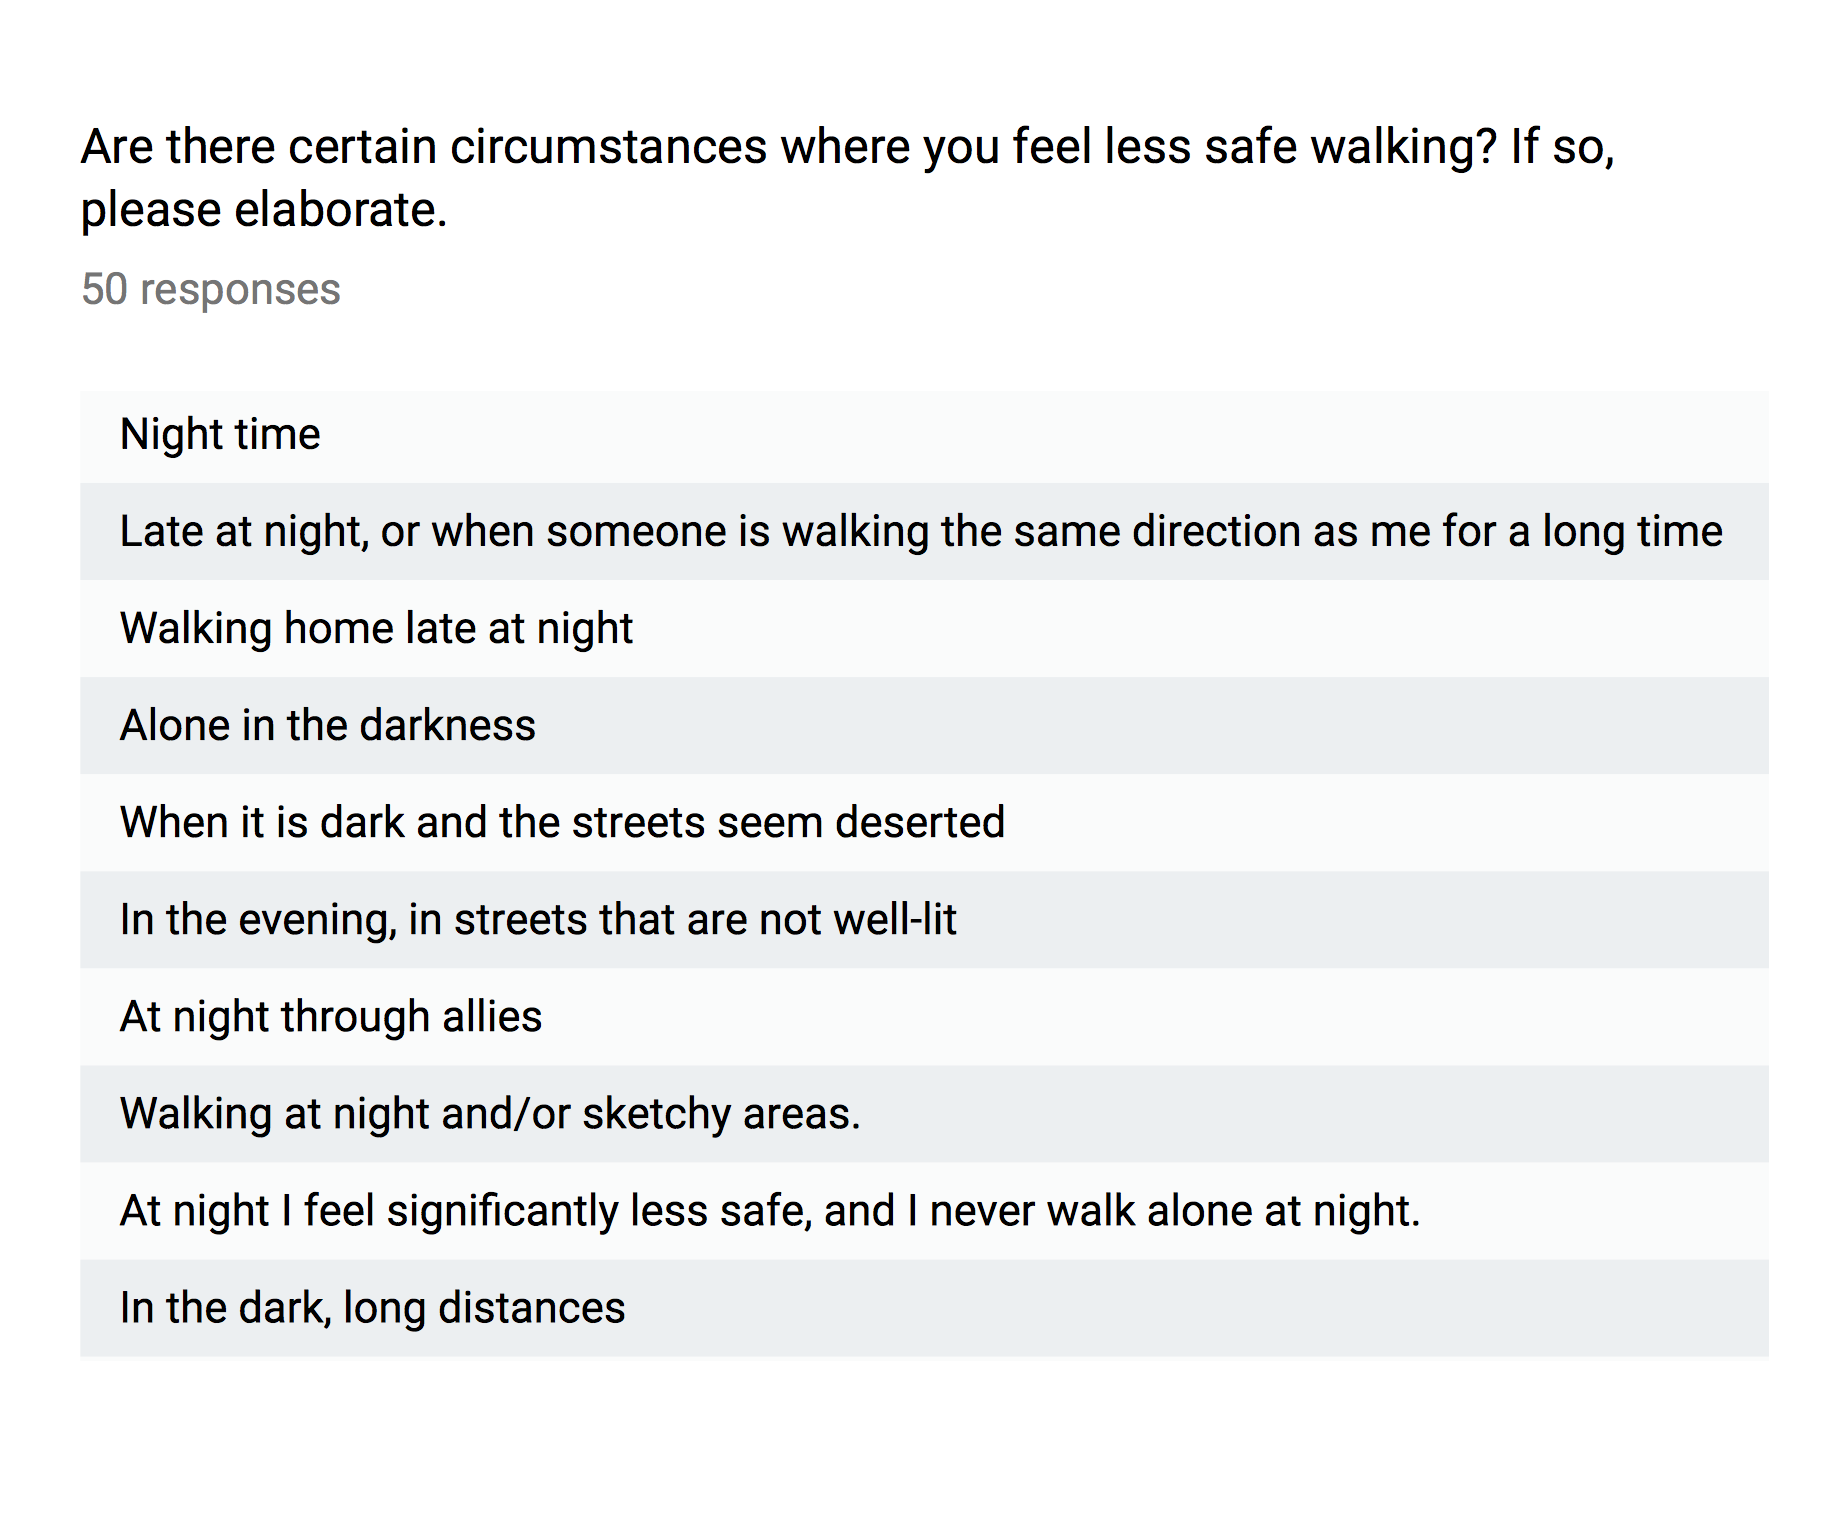 Are there certain circumstances where you feel less safe walking? If so,
please elaborate.
50 responses
Night time
Late at night, or when someone is walking the same direction as me for a long time
Walking home late at night
Alone in the darkness
When it is dark and the streets seem deserted
In the evening, in streets that are not well-lit
At night through allies
Walking at night and/or sketchy areas.
At night I feel significantly less safe, and I never walk alone at night.
In the dark, long distances